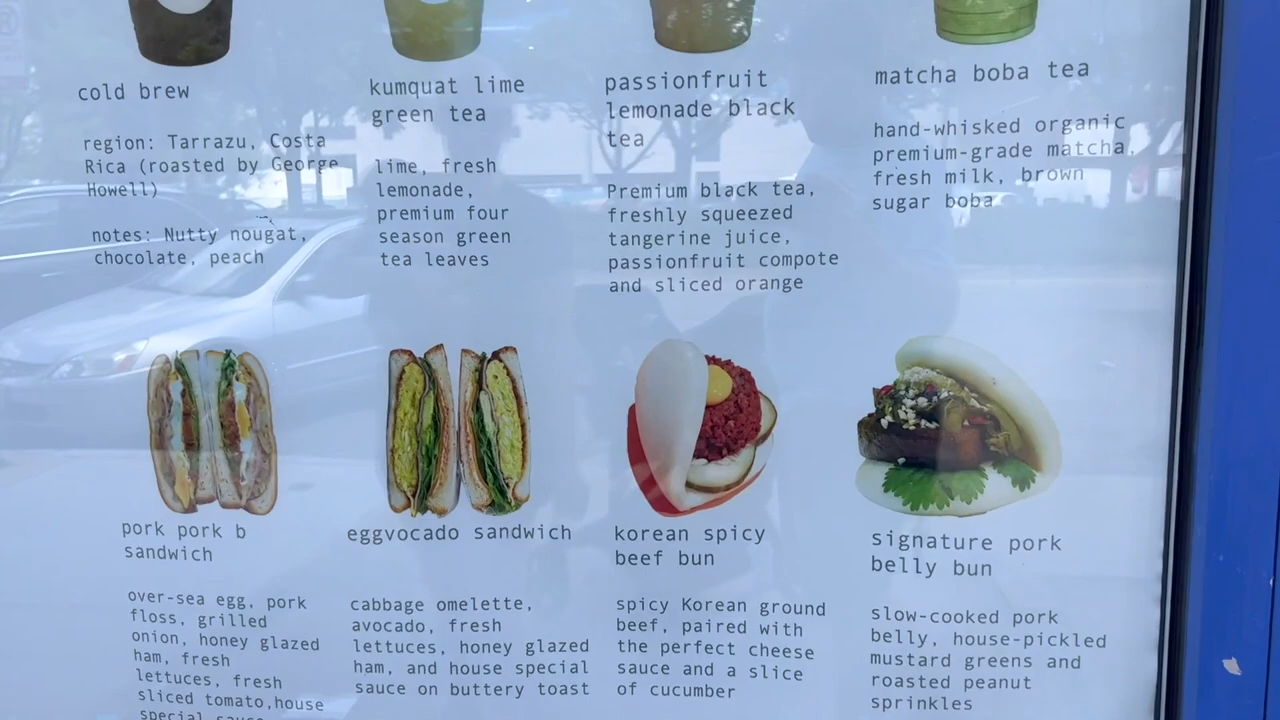 cold brew
region: Tarrazu, Costa
Rica (roasted by George
Howell)
notes: Nutty nougat,
chocolate, peach
kumquat lime
green tea
lime, fresh
lemonade,
premium four
season green
tea leaves
passionfruit
lemonade black
tea
Premium black tea,
freshly squeezed
tangerine juice,
passionfruit compote
and sliced orange
matcha boba tea
hand-whisked organic
premium-grade matcha,
fresh milk, brown
sugar boba
pork pork b
sandwich
over-sea egg, pork
floss, grilled
onion, honey glazed
ham, fresh
lettuces, fresh
sliced tomato,house
special sauce
eggvocado sandwich
cabbage omelette,
avocado, fresh
lettuces, honey glazed
ham, and house special
sauce on buttery toast
korean spicy
beef bun
spicy Korean ground
beef, paired with
the perfect cheese
sauce and a slice
of cucumber
signature pork
belly bun
slow-cooked pork
belly, house-pickled
mustard greens and
roasted peanut
sprinkles